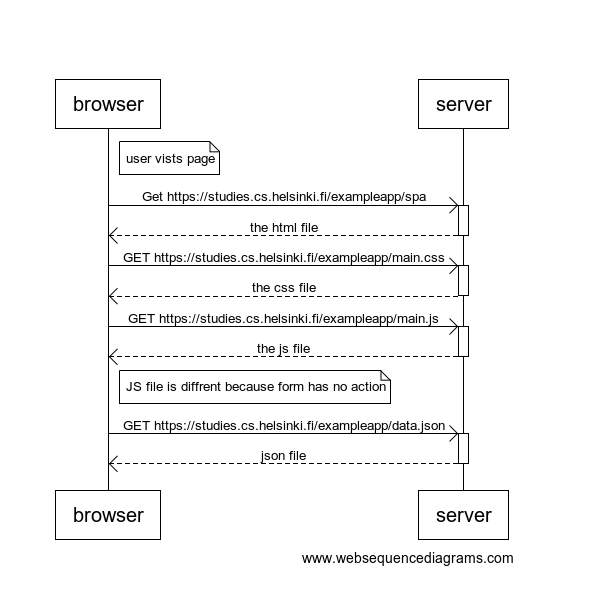 browser
server
user vists page
Get https://studies.cs.helsinki.fi/exampleapp/spa
the html file
GET https://studies.cs.helsinki.fi/exampleapp/main.css
the css file
GET https://studies.cs.helsinki.fi/exampleapp/main.js
the js file
JS file is diffrent because form has no action
GET https://studies.cs.helsinki.fi/exampleapp/data.json
json file
browser
server
www.websequencediagrams.com